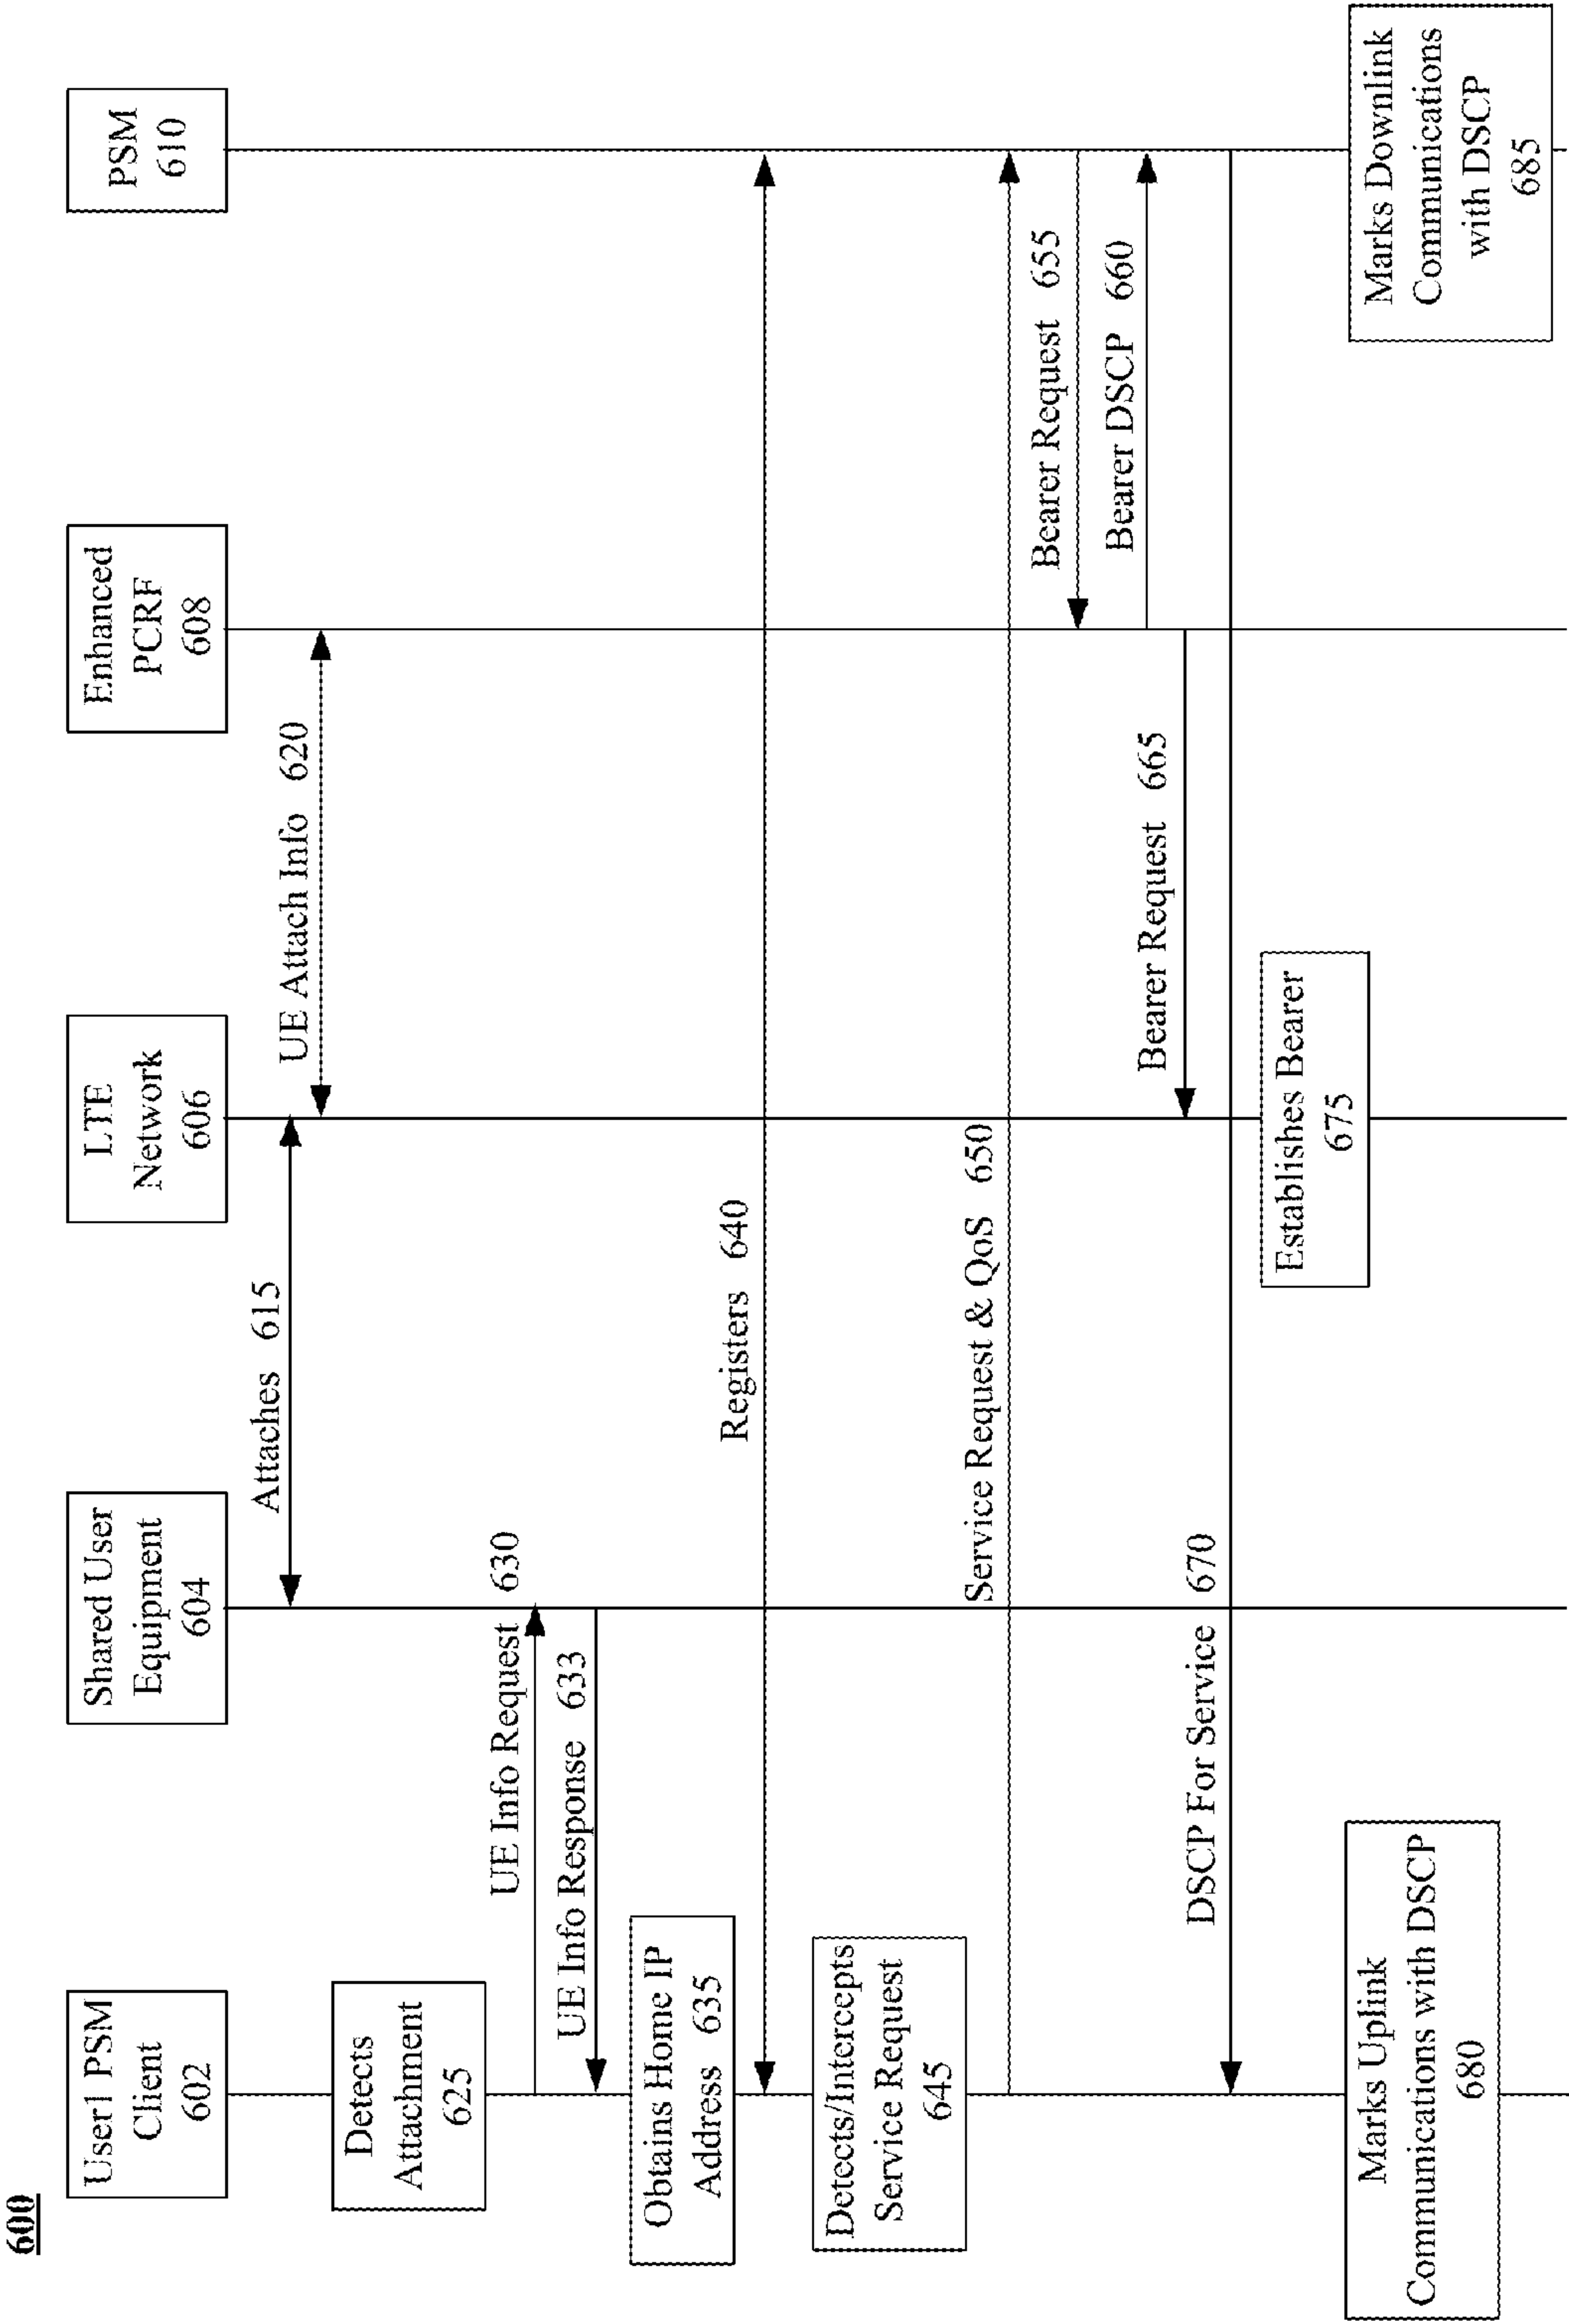 600
User1 PSM
Client
602
Shared User
Equipment
604
LTE
Network
606
Enhanced
PCRF
608
PSM
610
Attaches 615
UE Attach Info 620
Detects
Attachment
625
UE Info Request 630
UE Info Response 633
Obtains Home IP
Address 635
Registers 640
Detects/Intercepts
Service Request
645
Service Request & QoS 650
Bearer Request 655
Bearer DSCP 660
Bearer Request 665
DSCP For Service 670
Establishes Bearer
675
Marks Uplink
Communications with DSCP
680
Marks Downlink
Communications
with DSCP
685